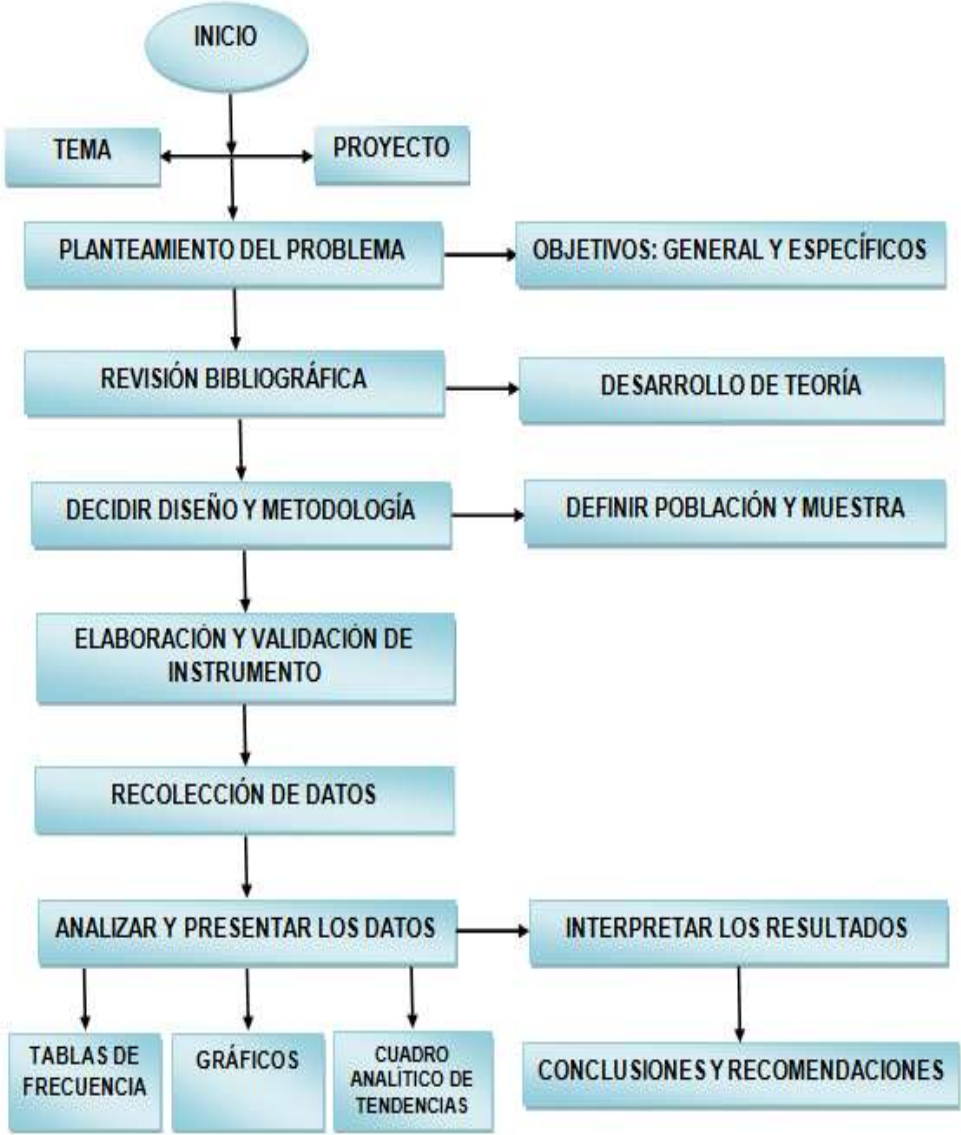 INICIO
TEMA
PROYECTO
PLANTEAMIENTO DEL PROBLEMA
OBJETIVOS: GENERAL Y ESPECÍFICOS
REVISIÓN BIBLIOGRÁFICA
DESARROLLO DE TEORÍA
DECIDIR DISEÑO Y METODOLOGÍA
DEFINIR POBLACIÓN Y MUESTRA
ELABORACIÓN Y VALIDACIÓN DE
INSTRUMENTO
RECOLECCIÓN DE DATOS
ANALIZAR Y PRESENTAR LOS DATOS
INTERPRETAR LOS RESULTADOS
TABLAS DE
FRECUENCIA
GRÁFICOS
CUADRO
ANALÍTICO DE
TENDENCIAS
CONCLUSIONES Y RECOMENDACIONES